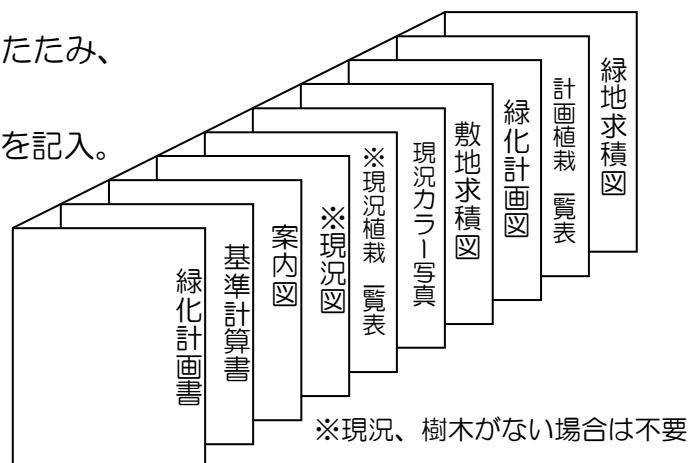 たたみ、
を記入。
緑化計画書
基準計算書
案内図
※現況図
※現況植栽一覧表
現況カラー写真
敷地求積図
緑化計画図
計画植栽一覧表
緑地求積図
※現況、樹木がない場合は不要